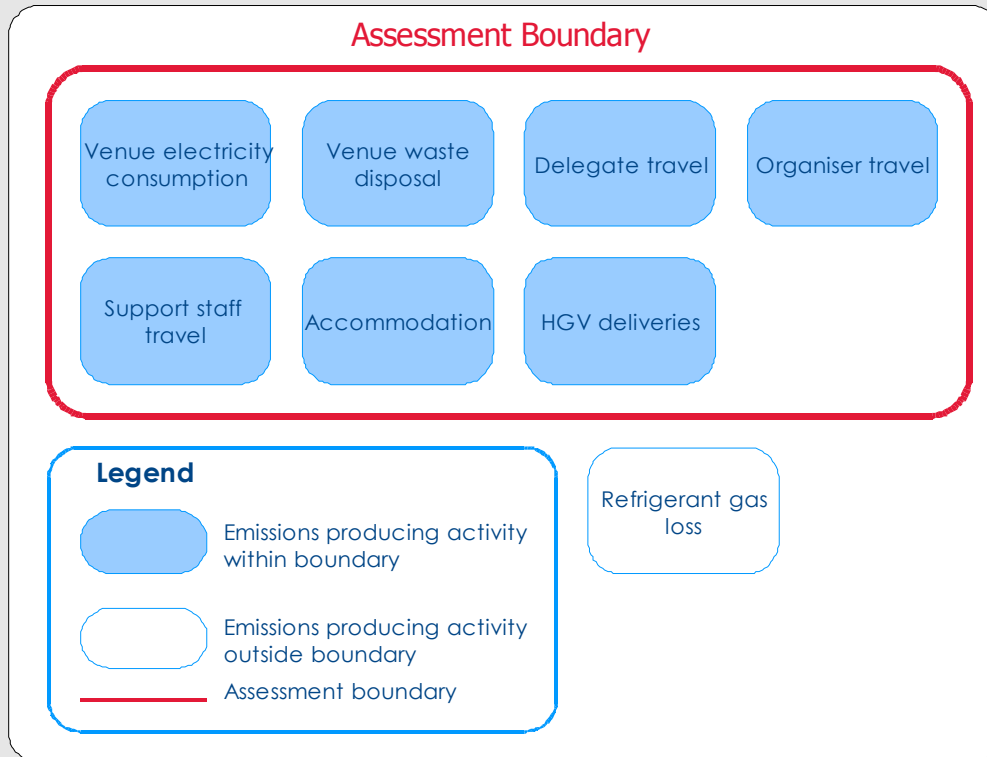 Assessment Boundary
Venue electricity
consumption
Venue waste
disposal
Delegate travel
Organiser travel
Support staff
travel
Accommodation
HGV deliveries
Legend
Emissions producing activity
within boundary
Emissions producing activity
outside boundary
Assessment boundary
Refrigerant gas
loss